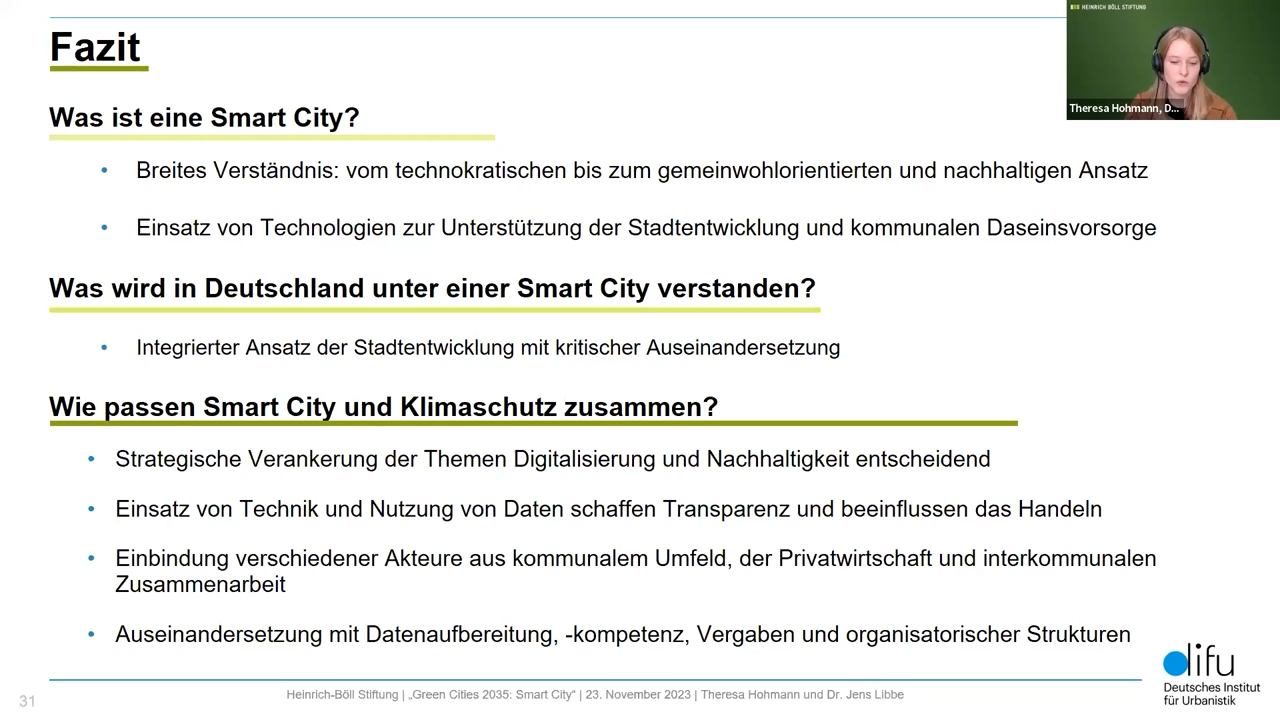 HEINRICH BÖLL STIFTUNG
Theresa Hohmann, D...
Fazit
Was ist eine Smart City?
• Breites Verständnis: vom technokratischen bis zum gemeinwohlorientierten und nachhaltigen Ansatz
• Einsatz von Technologien zur Unterstützung der Stadtentwicklung und kommunalen Daseinsvorsorge
Was wird in Deutschland unter einer Smart City verstanden?
• Integrierter Ansatz der Stadtentwicklung mit kritischer Auseinandersetzung
Wie passen Smart City und Klimaschutz zusammen?
• Strategische Verankerung der Themen Digitalisierung und Nachhaltigkeit entscheidend
• Einsatz von Technik und Nutzung von Daten schaffen Transparenz und beeinflussen das Handeln
• Einbindung verschiedener Akteure aus kommunalem Umfeld, der Privatwirtschaft und interkommunalen
Zusammenarbeit
• Auseinandersetzung mit Datenaufbereitung, -kompetenz, Vergaben und organisatorischer Strukturen
31
Heinrich-Böll Stiftung | „Green Cities 2035: Smart City“ | 23. November 2023 | Theresa Hohmann und Dr. Jens Libbe
difu
Deutsches Institut
für Urbanistik